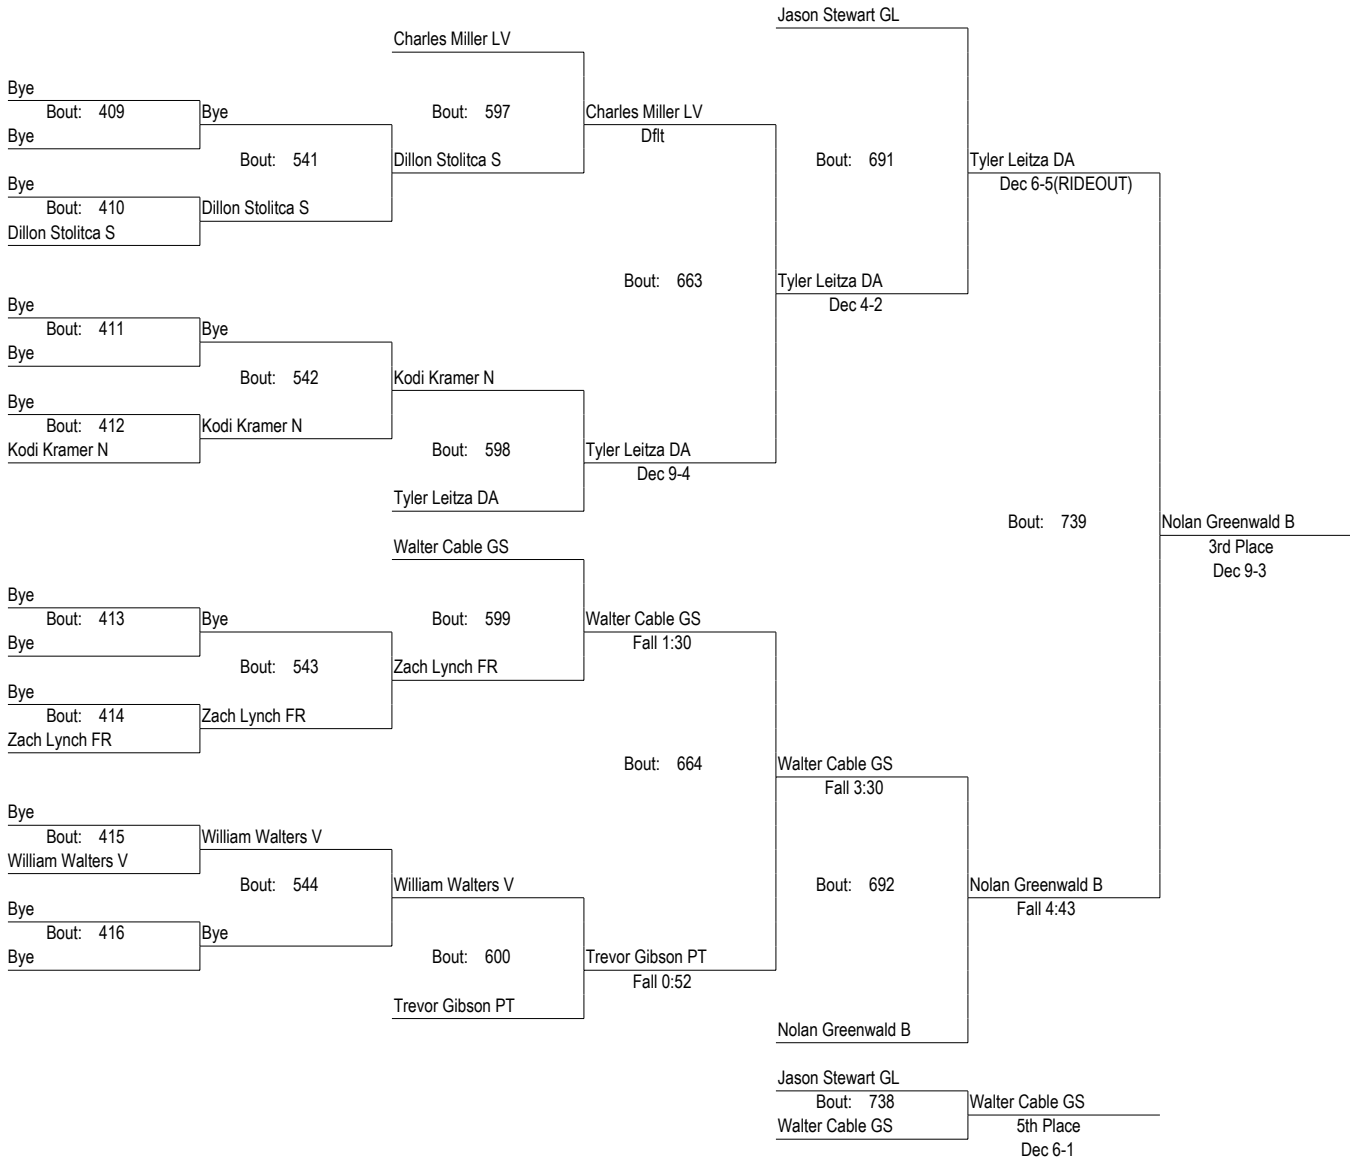 Jason Stewart GL
Charles Miller LV
Bye
Bout: 409
Bye
Bye
Bout: 597
Charles Miller LV
Dflt
Bout: 541
Dillon Stolitca S
Bout: 691
Tyler Leitza DA
Dec 6-5(RIDEOUT)
Bye
Bout: 410
Dillon Stolitca S
Dillon Stolitca S
Bout: 663
Tyler Leitza DA
Dec 4-2
Bye
Bout: 411
Bye
Bye
Bout: 542
Kodi Kramer N
Bye
Bout: 412
Kodi Kramer N
Kodi Kramer N
Bout: 598
Tyler Leitza DA
Dec 9-4
Tyler Leitza DA
Bout: 739
Nolan Greenwald B
3rd Place
Dec 9-3
Walter Cable GS
Bye
Bout: 413
Bye
Bye
Bout: 599
Walter Cable GS
Fall 1:30
Bout: 543
Zach Lynch FR
Bye
Bout: 414
Zach Lynch FR
Zach Lynch FR
Bout: 664
Walter Cable GS
Fall 3:30
Bye
Bout: 415
William Walters V
William Walters V
Bout: 544
William Walters V
Bout: 692
Nolan Greenwald B
Fall 4:43
Bye
Bout: 416
Bye
Bye
Bout: 600
Trevor Gibson PT
Fall 0:52
Trevor Gibson PT
Nolan Greenwald B
Jason Stewart GL
Bout: 738
Walter Cable GS
Walter Cable GS
5th Place
Dec 6-1